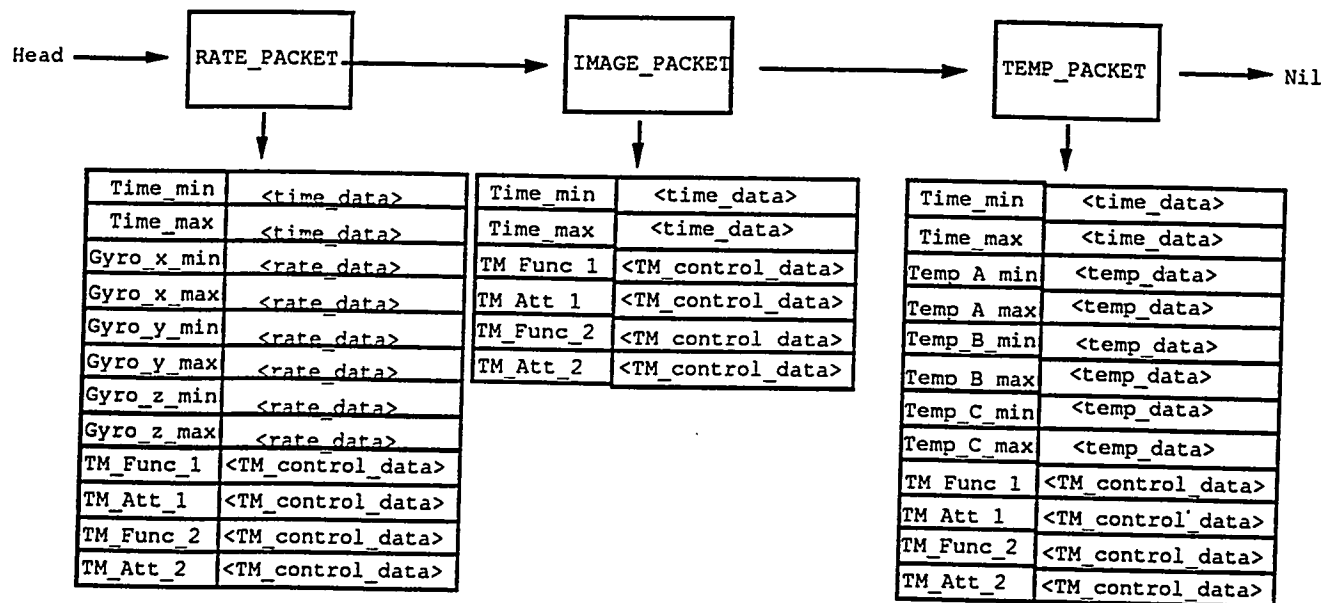 Head RATE_PACKET IMAGE_PACKET TEMP_PACKET Nil
Time_min <time_data>
Time_max <time_data>
Gyro_x_min <rate_data>
Gyro_x_max <rate_data>
Gyro_y_min <rate_data>
Gyro_y_max <rate_data>
Gyro_z_min <rate_data>
Gyro_z_max <rate_data>
TM_Func_1 <TM_control_data>
TM_Att_1 <TM_control_data>
TM_Func_2 <TM_control_data>
TM_Att_2 <TM_control_data>
Time_min <time_data>
Time_max <time_data>
TM Func 1 <TM_control_data>
TM Att 1 <TM_control_data>
TM_Func_2 <TM_control_data>
TM_Att_2 <TM_control_data>
Time_min <time_data>
Time_max <time_data>
Temp A min <temp_data>
Temp A max <temp_data>
Temp_B_min <temp_data>
Temp B max <temp_data>
Temp_C_min <temp_data>
Temp_C_max <temp_data>
TM Func 1 <TM_control_data>
TM Att 1 <TM_control_data>
TM_Func_2 <TM_control_data>
TM_Att_2 <TM_control_data>